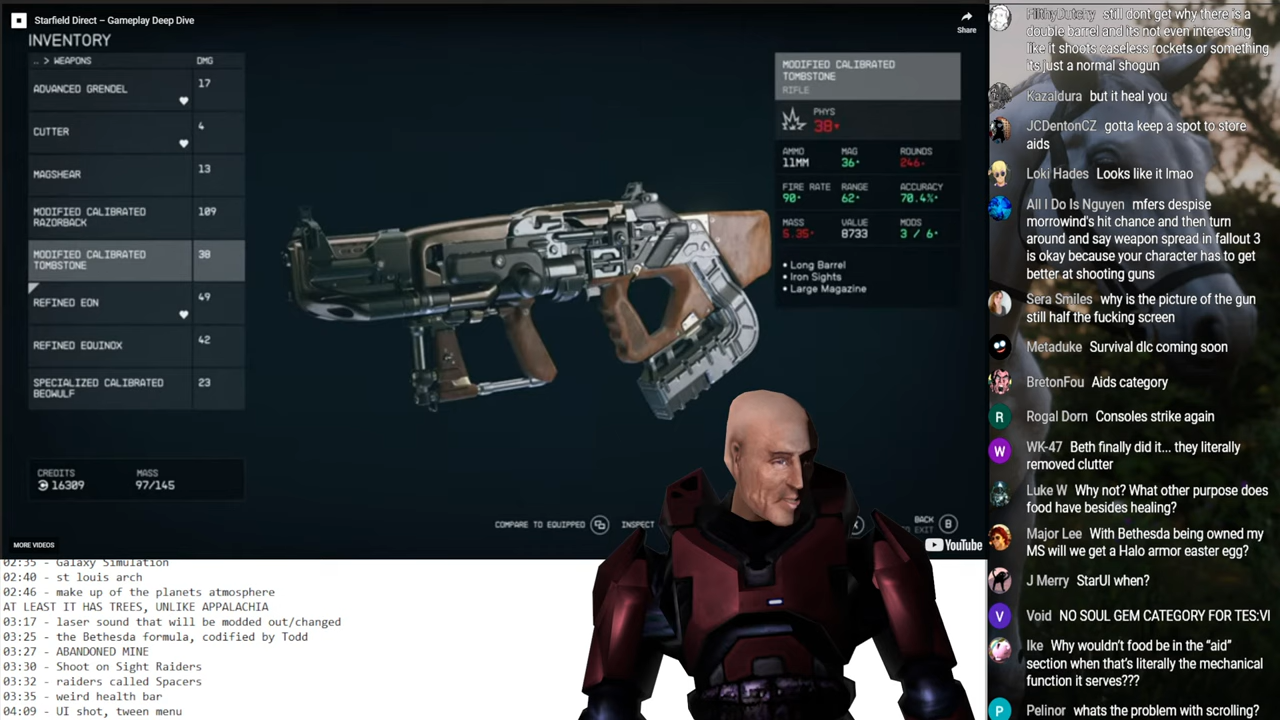 Starfield Direct – Gameplay Deep Dive
Share
INVENTORY
.. > WEAPONS DMG
ADVANCED GRENDEL 17
CUTTER 4
MAGSHEAR 13
MODIFIED CALIBRATED
RAZORBACK 109
MODIFIED CALIBRATED
TOMBSTONE 38
REFINED EON 49
REFINED EQUINOX 42
SPECIALIZED CALIBRATED
BEOWULF 23
CREDITS MASS
16309 97/145
MODIFIED CALIBRATED
TOMBSTONE
RIFLE
PHYS
38
AMMO MAG ROUNDS
11MM 36 246
FIRE RATE RANGE ACCURACY
90 62 70.4%
MASS VALUE MODS
5.35 8733 3 / 6
• Long Barrel
• Iron Sights
• Large Magazine
COMPARE TO EQUIPPED INSPECT X BACK B
EXIT
MORE VIDEOS
YouTube
02:35 - Galaxy Simulation
02:40 - st louis arch
02:46 - make up of the planets atmosphere
AT LEAST IT HAS TREES, UNLIKE APPALACHIA
03:17 - laser sound that will be modded out/changed
03:25 - the Bethesda formula, codified by Todd
03:27 - ABANDONED MINE
03:30 - Shoot on Sight Raiders
03:32 - raiders called Spacers
03:35 - weird health bar
04:09 - UI shot, tween menu
FilthyJutchy still dont get why there is a
double barrel and its not even interesting
like it shoots caseless rockets or something
its just a normal shogun
Kazaldura but it heal you
JCDentonCZ gotta keep a spot to store
aids
Loki Hades Looks like it lmao
All I Do Is Nguyen mfers despise
morrowind's hit chance and then turn
around and say weapon spread in fallout 3
is okay because your character has to get
better at shooting guns
Sera Smiles why is the picture of the gun
still half the fucking screen
Metaduke Survival dlc coming soon
BretonFou Aids category
R Rogal Dorn Consoles strike again
W WK-47 Beth finally did it... they literally
removed clutter
Luke W Why not? What other purpose does
food have besides healing?
Major Lee With Bethesda being owned my
MS will we get a Halo armor easter egg?
J Merry StarUI when?
V Void NO SOUL GEM CATEGORY FOR TES:VI
Ike Why wouldn't food be in the “aid”
section when that's literally the mechanical
function it serves???
P Pelinor whats the problem with scrolling?